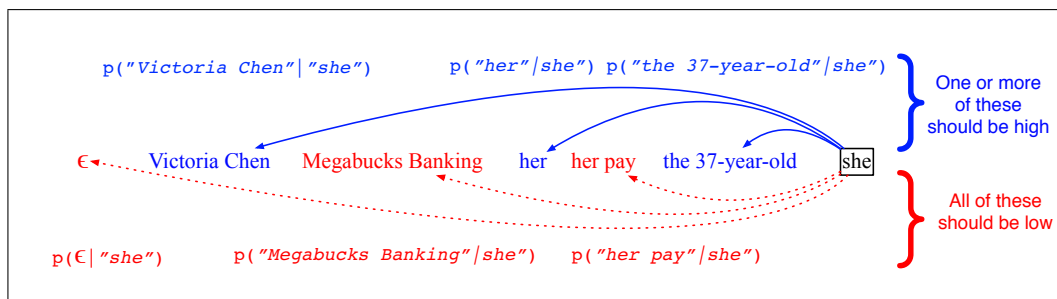 p(”Victoria Chen”|”she”) p(”her”|she”) p(”the 37-year-old”|she”)
One or more
of these
should be high
ϵ Victoria Chen Megabucks Banking her her pay the 37-year-old she
All of these
should be low
p(ϵ|”she”) p(”Megabucks Banking”|she”) p(”her pay”|she”)